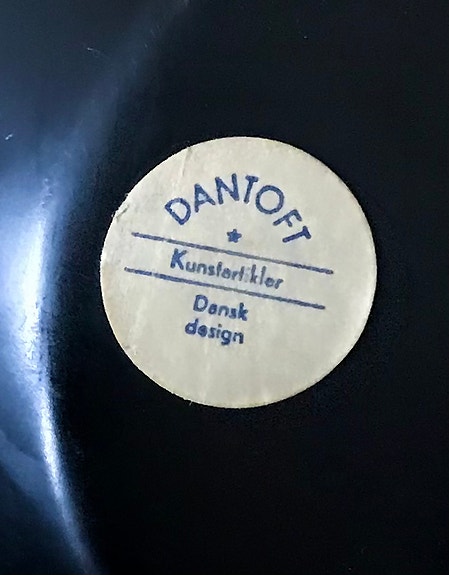 DANTOFT
Kunstartikler
Dansk
design